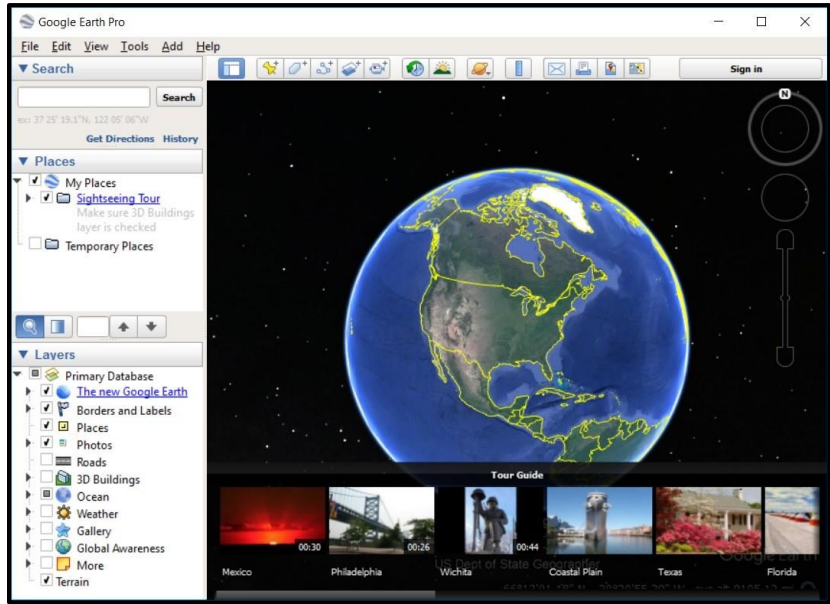 Google Earth Pro
File Edit View Tools Add Help
Search
Search
ex: 37 25' 19.1"N, 122 05' 06"W
Get Directions History
Places
My Places
Sightseeing Tour
Make sure 3D Buildings
layer is checked
Temporary Places
Layers
Primary Database
The new Google Earth
Borders and Labels
Places
Photos
Roads
3D Buildings
Ocean
Weather
Gallery
Global Awareness
More
Terrain
Sign in
N
Tour Guide
00:30
00:26
00:44
US Dept of State Geographer
Google Earth
Mexico
Philadelphia
Wichita
Coastal Plain
Texas
Florida